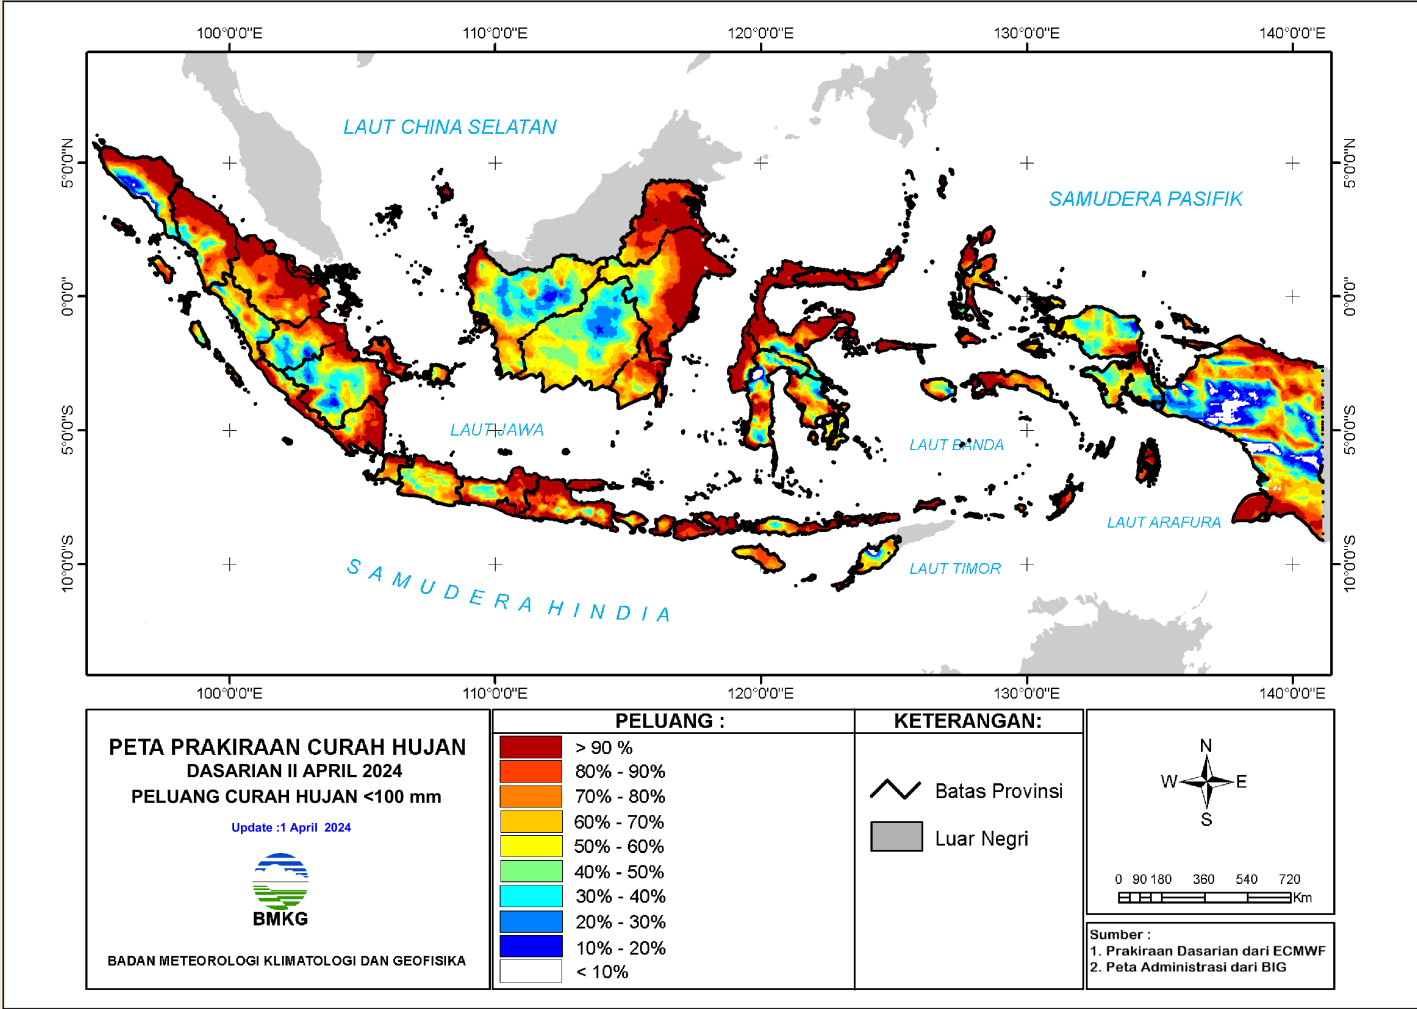 100°0'0"E
110°0'0"E
120°0'0"E
130°0'0"E
140°0'0"E
5°0'0"N
0°0'0"
5°0'0"S
10°0'0"S
5°0'0"N
0°0'0"
5°0'0"S
10°0'0"S
LAUT CHINA SELATAN
SAMUDERA PASIFIK
LAUT JAWA
LAUT BANDA
LAUT ARAFURA
LAUT TIMOR
SAMUDERA HINDIA
100°0'0"E
110°0'0"E
120°0'0"E
130°0'0"E
140°0'0"E
PETA PRAKIRAAN CURAH HUJAN
DASARIAN II APRIL 2024
PELUANG CURAH HUJAN <100 mm
Update :1 April 2024
BMKG
BADAN METEOROLOGI KLIMATOLOGI DAN GEOFISIKA
PELUANG :
> 90 %
80% - 90%
70% - 80%
60% - 70%
50% - 60%
40% - 50%
30% - 40%
20% - 30%
10% - 20%
< 10%
KETERANGAN:
Batas Provinsi
Luar Negri
N
W E
S
0 90 180 360 540 720
Km
Sumber :
1. Prakiraan Dasarian dari ECMWF
2. Peta Administrasi dari BIG